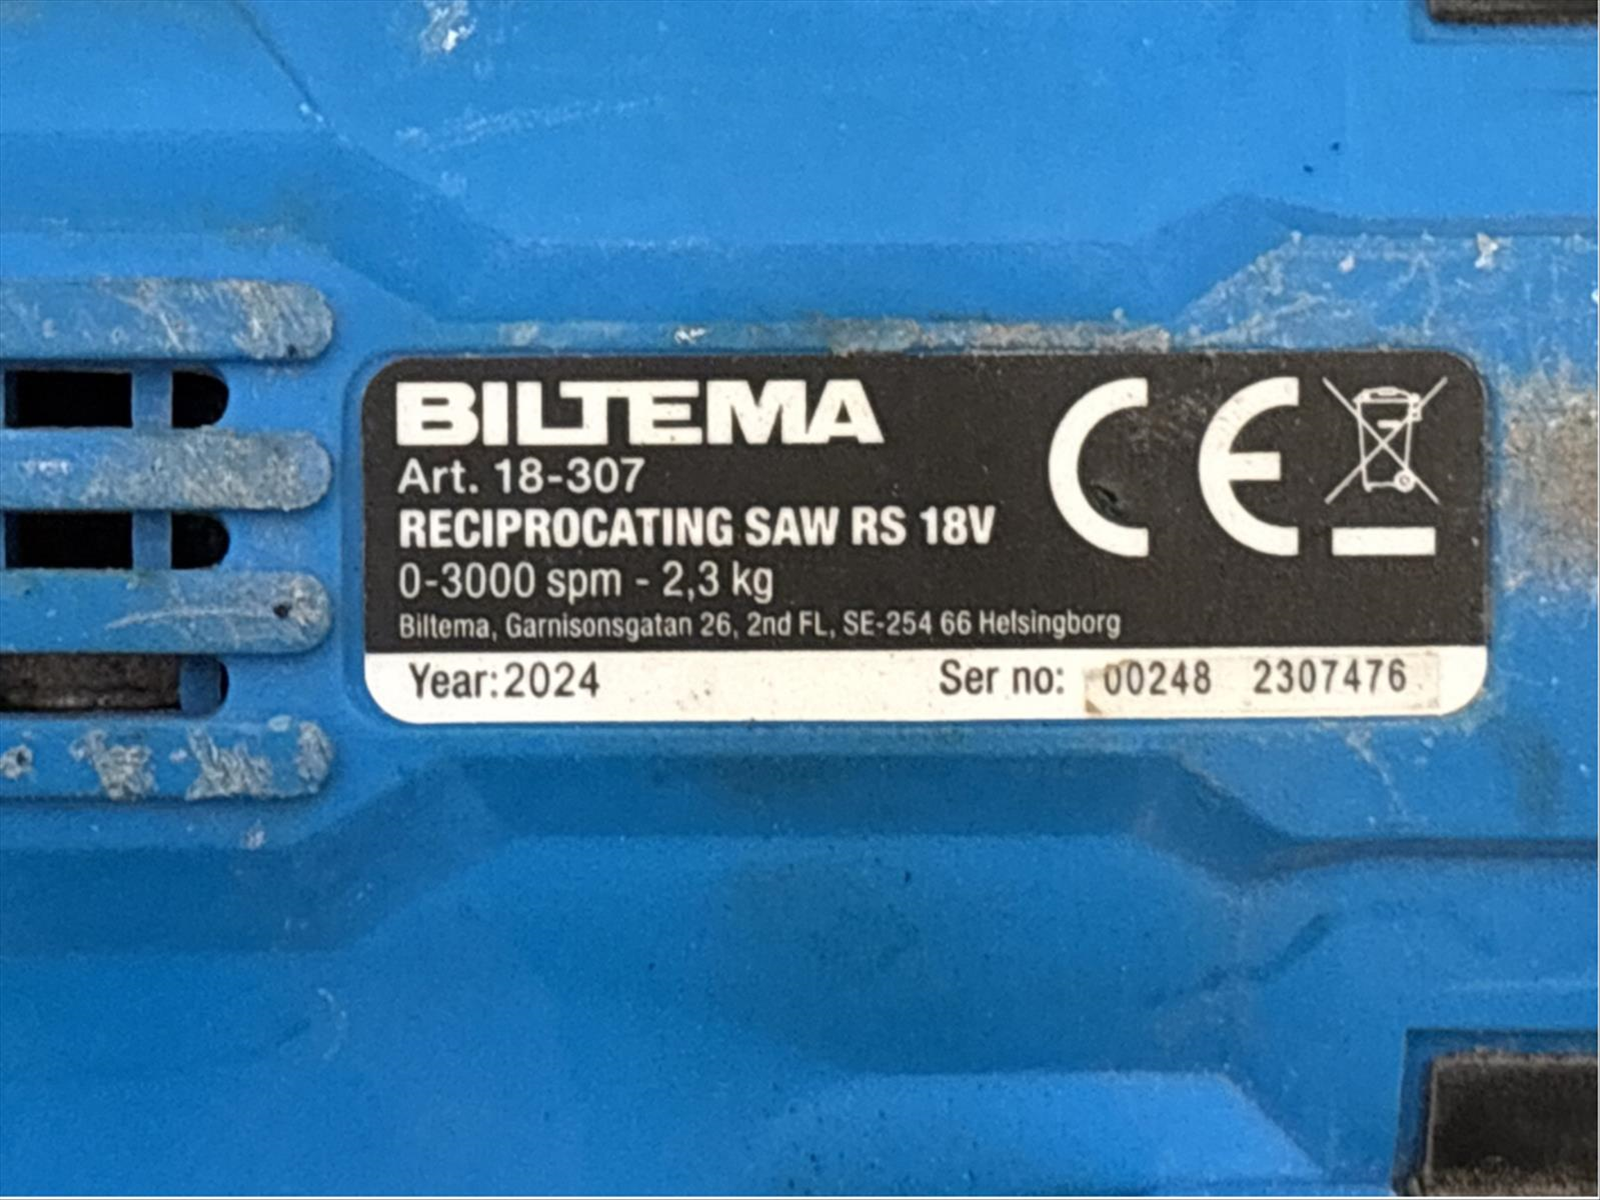 BILTEMA
Art. 18-307
RECIPROCATING SAW RS 18V
0-3000 spm - 2,3 kg
Biltema, Garnisonsgatan 26, 2nd FL, SE-254 66 Helsingborg
CE
Year: 2024 Ser no: 00248 2307476